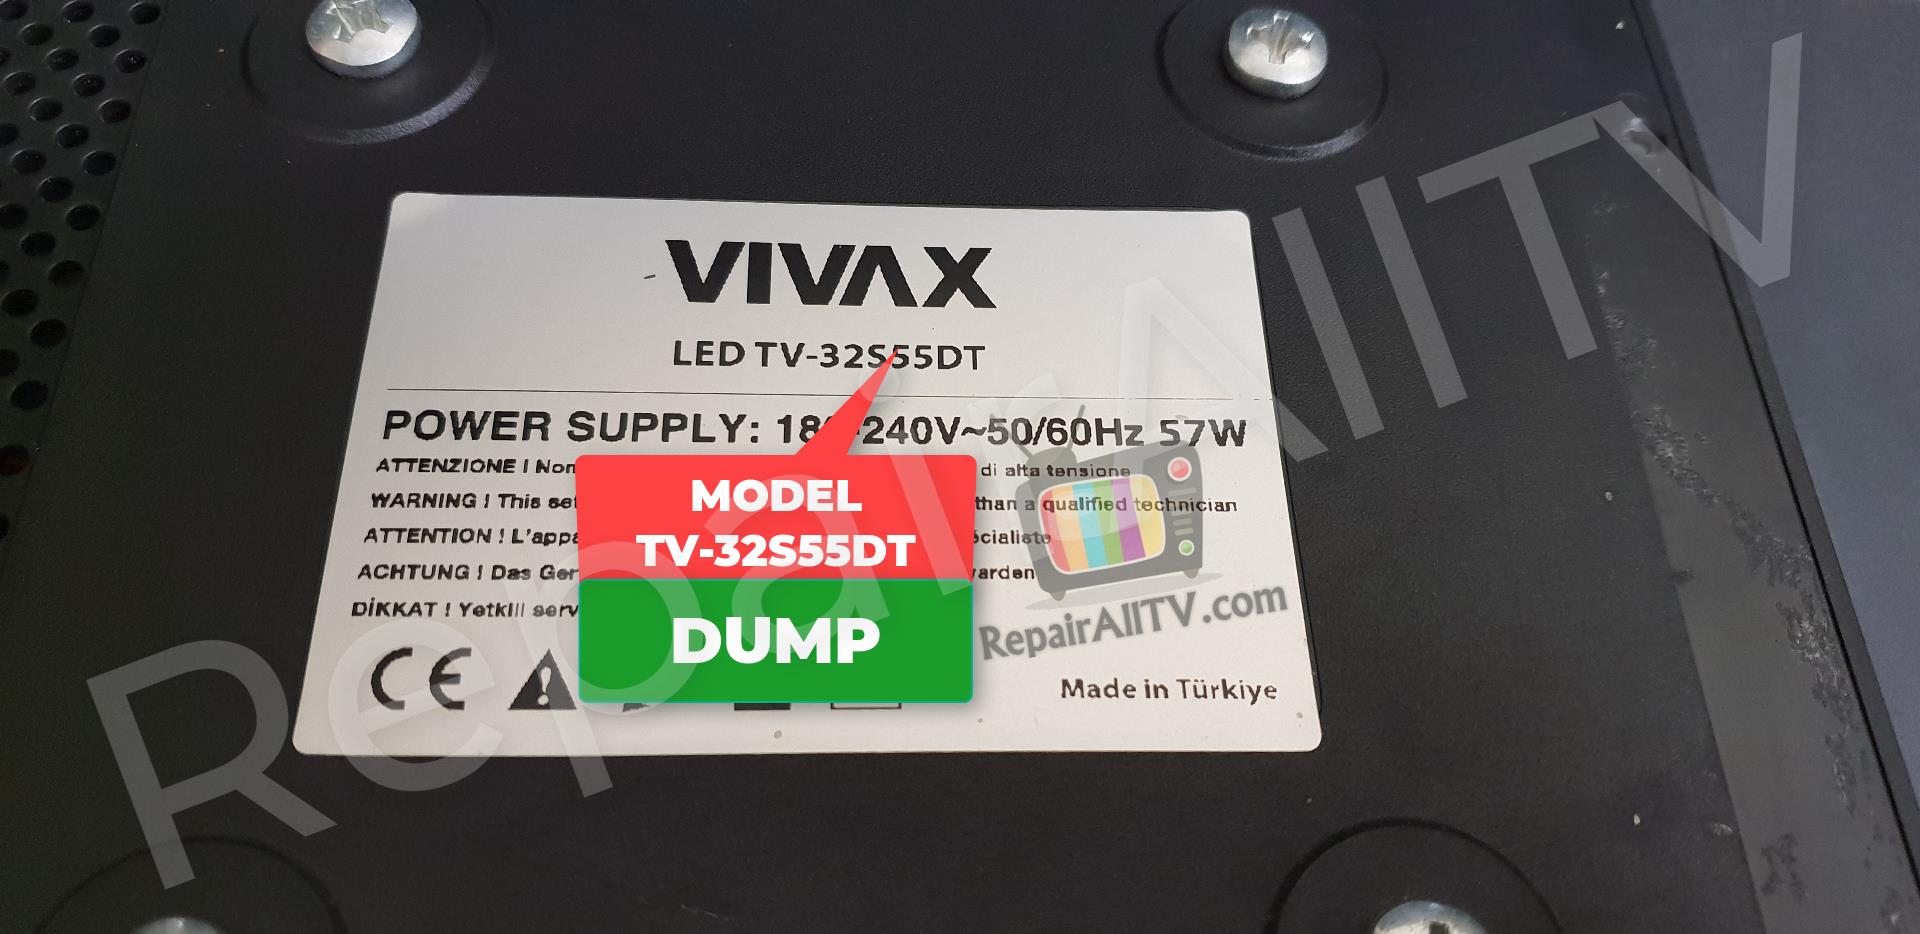 VIVAX
LED TV-32S55DT
POWER SUPPLY: 18 -240V~50/60Hz 57W
ATTENZIONE ! Non di alta tensione
WARNING ! This set than a qualified technician
ATTENTION ! L'appa écialiste
ACHTUNG ! Das Ger arden
DİKKAT ! Yetkili serv
MODEL
TV-32S55DT
DUMP
CE
RepairAllTV.com
Made in Türkiye
RepairAllTV